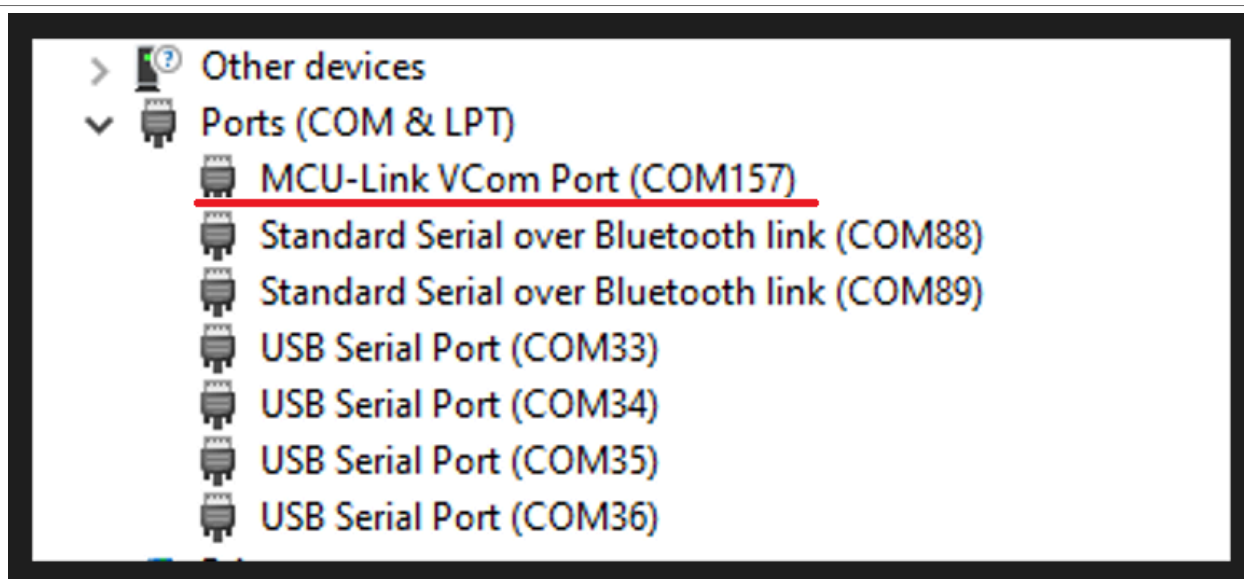 Other devices
Ports (COM & LPT)
MCU-Link VCom Port (COM157)
Standard Serial over Bluetooth link (COM88)
Standard Serial over Bluetooth link (COM89)
USB Serial Port (COM33)
USB Serial Port (COM34)
USB Serial Port (COM35)
USB Serial Port (COM36)